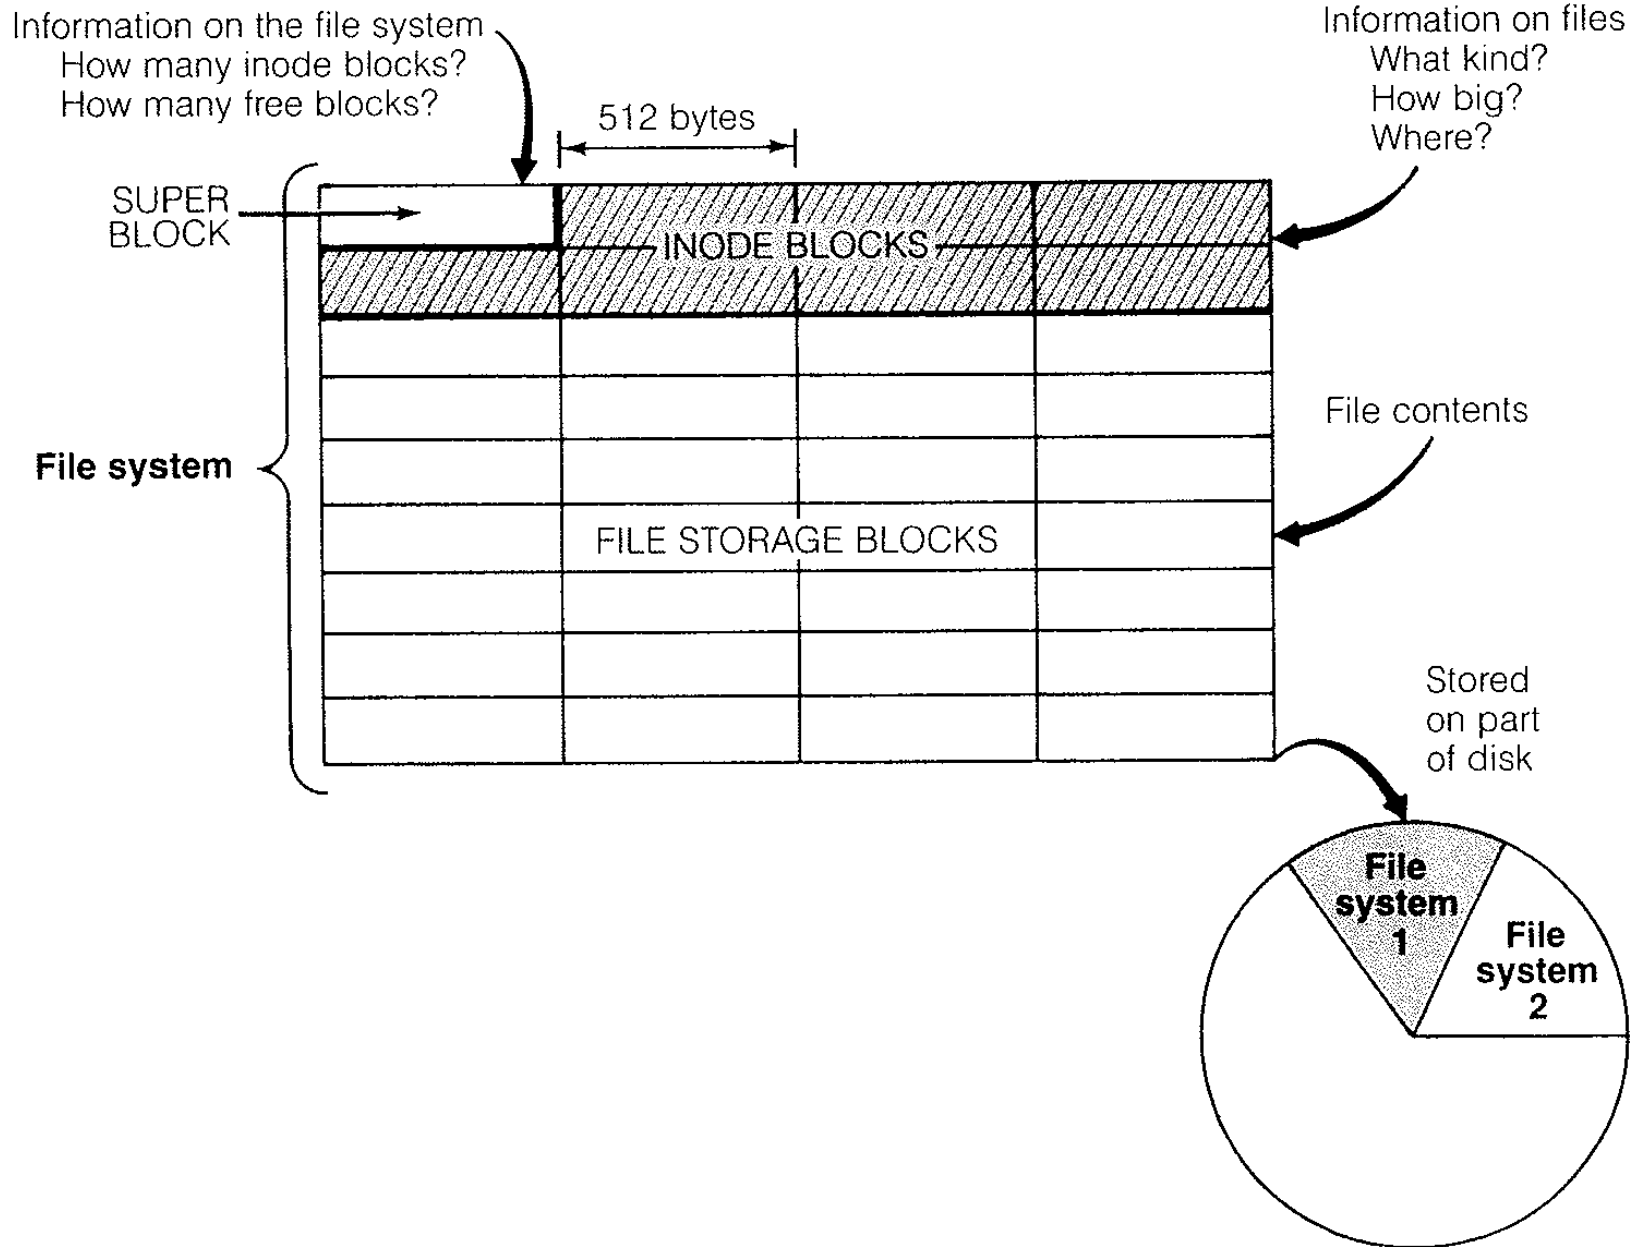 Information on the file system
How many inode blocks?
How many free blocks?
Information on files
What kind?
How big?
Where?
512 bytes
SUPER
BLOCK
INODE BLOCKS
File system
File contents
FILE STORAGE BLOCKS
Stored
on part
of disk
File
system
1
File
system
2